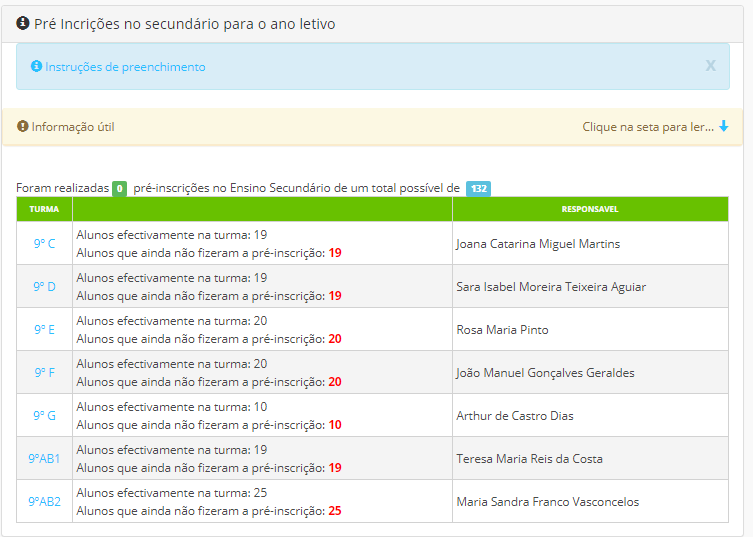 Pré Incrições no secundário para o ano letivo
Instruções de preenchimento X
Informação útil Clique na seta para ler...
Foram realizadas 0 pré-inscrições no Ensino Secundário de um total possível de 132
TURMA RESPONSAVEL
9º C
Alunos efectivamente na turma: 19
Alunos que ainda não fizeram a pré-inscrição: 19
Joana Catarina Miguel Martins
9º D
Alunos efectivamente na turma: 19
Alunos que ainda não fizeram a pré-inscrição: 19
Sara Isabel Moreira Teixeira Aguiar
9º E
Alunos efectivamente na turma: 20
Alunos que ainda não fizeram a pré-inscrição: 20
Rosa Maria Pinto
9º F
Alunos efectivamente na turma: 20
Alunos que ainda não fizeram a pré-inscrição: 20
João Manuel Gonçalves Geraldes
9º G
Alunos efectivamente na turma: 10
Alunos que ainda não fizeram a pré-inscrição: 10
Arthur de Castro Dias
9ºAB1
Alunos efectivamente na turma: 19
Alunos que ainda não fizeram a pré-inscrição: 19
Teresa Maria Reis da Costa
9ºAB2
Alunos efectivamente na turma: 25
Alunos que ainda não fizeram a pré-inscrição: 25
Maria Sandra Franco Vasconcelos